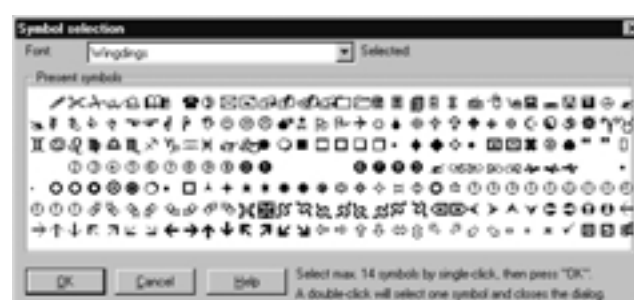 Symbol selection
Font: Wingdings Selected:
Present symbols
OK Cancel Help
Select max. 14 symbols by single-click, then press "OK".
A double-click will select one symbol and closes the dialog.